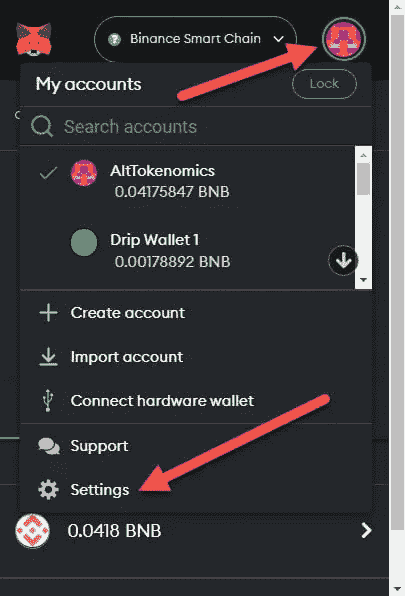 Binance Smart Chain
My accounts
Lock
Search accounts
AltTokenomics
0.04175847 BNB
Drip Wallet 1
0.00178892 BNB
Create account
Import account
Connect hardware wallet
Support
Settings
0.0418 BNB